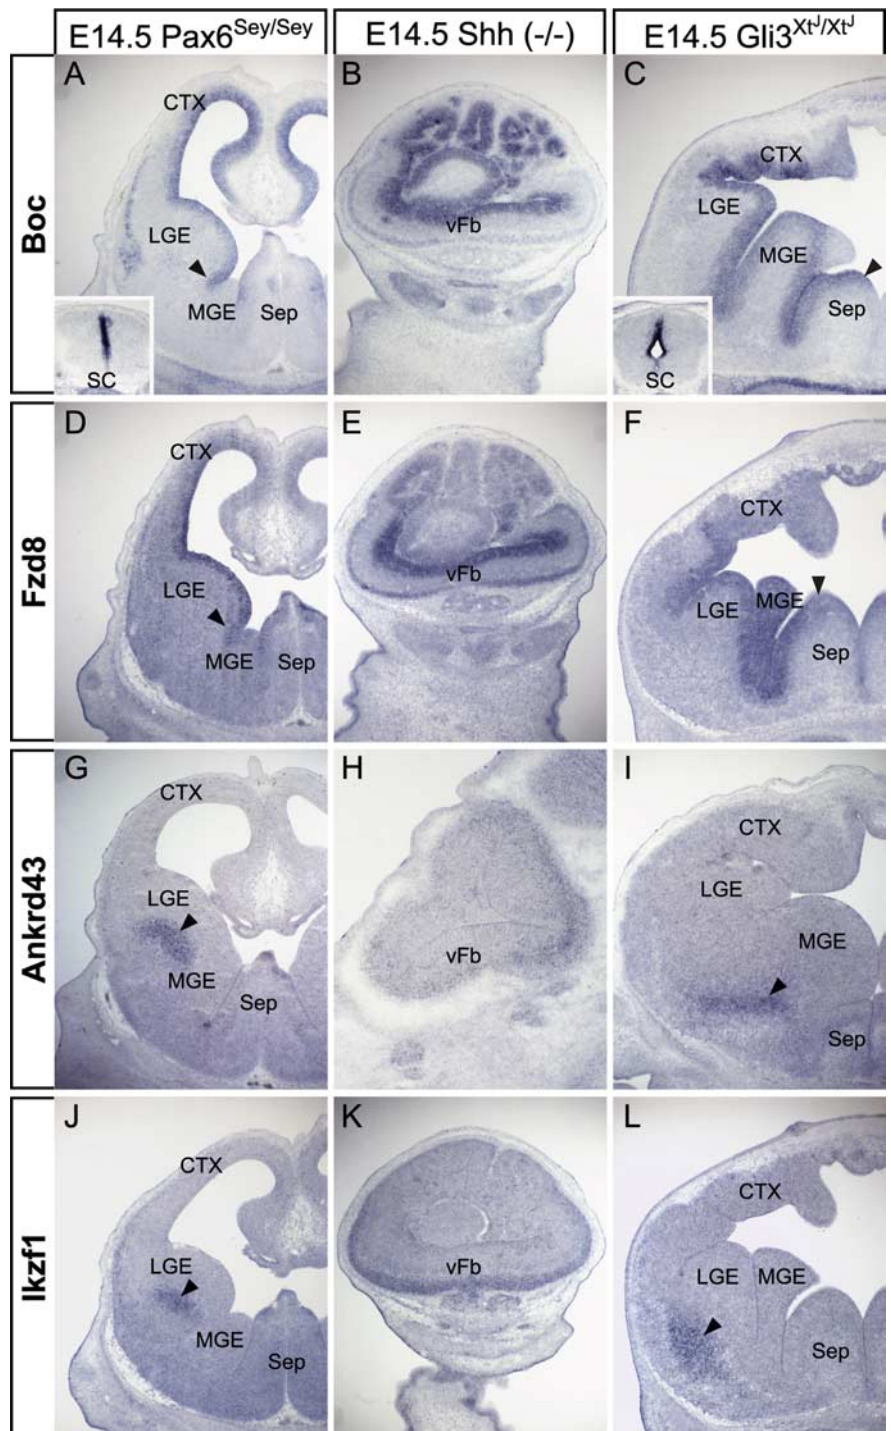 E14.5 Pax6Sey/Sey
E14.5 Shh (-/-)
E14.5 Gli3XtJ/XtJ
Boc
A
CTX
LGE
MGE
Sep
SC
B
vFb
C
CTX
LGE
MGE
Sep
SC
Fzd8
D
CTX
LGE
MGE
Sep
E
vFb
F
CTX
LGE
MGE
Sep
Ankrd43
G
CTX
LGE
MGE
Sep
H
vFb
I
CTX
LGE
MGE
Sep
Ikzf1
J
CTX
LGE
MGE
Sep
K
vFb
L
CTX
LGE
MGE
Sep